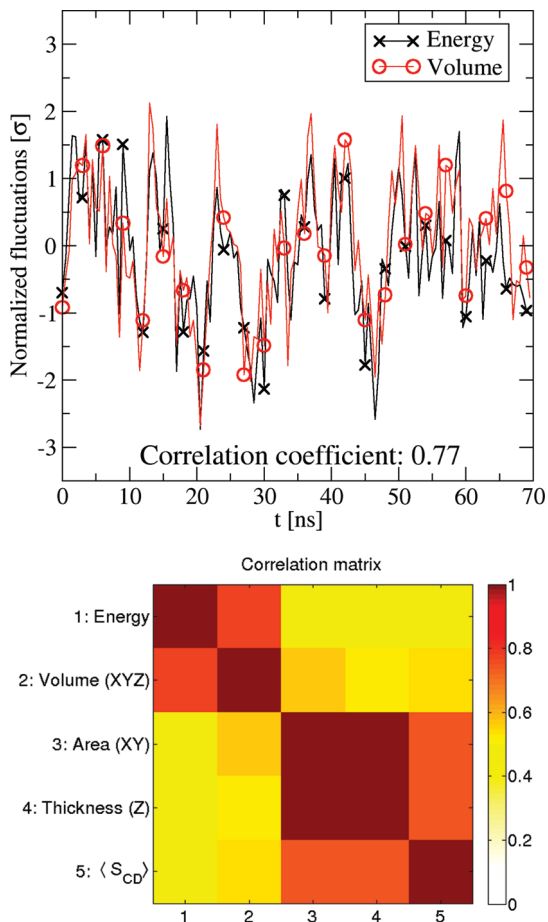 3
2
1
0
-1
-2
-3
Normalized fluctuations [σ]
Energy
Volume
Correlation coefficient: 0.77
0 10 20 30 40 50 60 70
t [ns]
Correlation matrix
1: Energy
2: Volume (XYZ)
3: Area (XY)
4: Thickness (Z)
5: ⟨ S_CD⟩
1 2 3 4 5
1
0.8
0.6
0.4
0.2
0